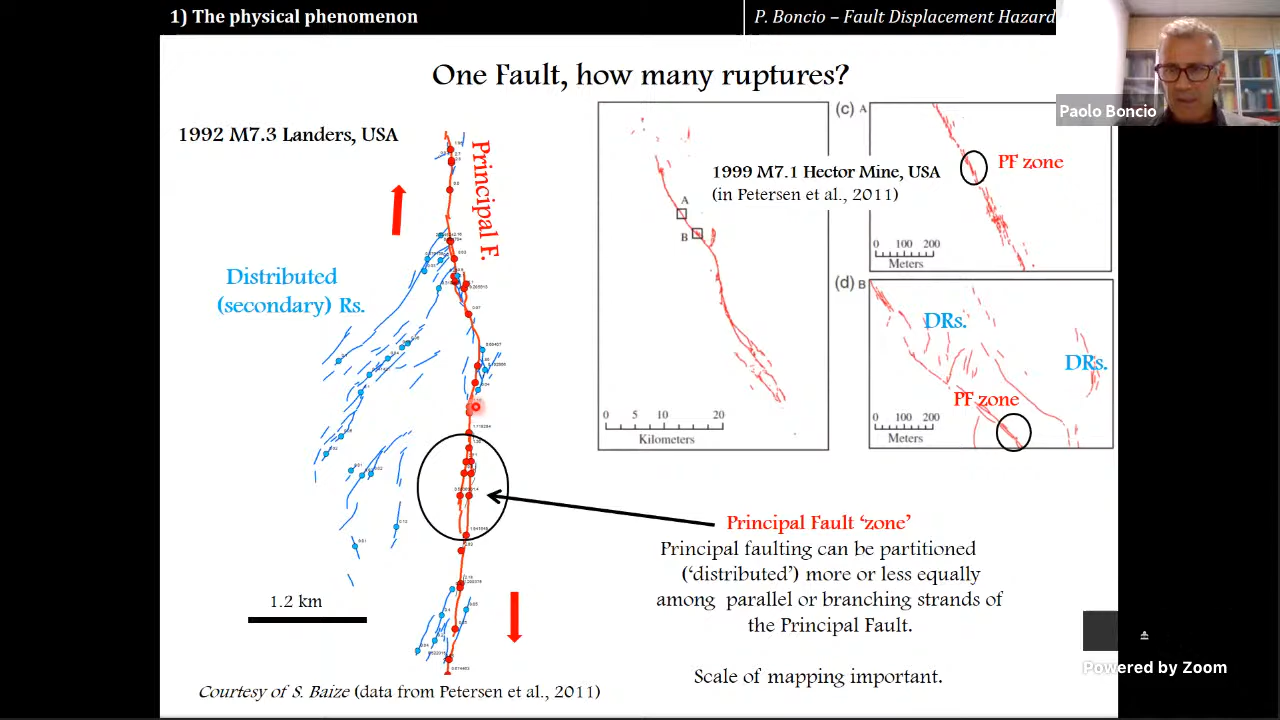 1) The physical phenomenon
P. Boncio – Fault Displacement Hazard
One Fault, how many ruptures?
Paolo Boncio
1992 M7.3 Landers, USA
Principal F.
Distributed
(secondary) Rs.
1.2 km
Courtesy of S. Baize (data from Petersen et al., 2011)
1999 M7.1 Hector Mine, USA
(in Petersen et al., 2011)
A
B
0 5 10 20
Kilometers
(c) A
PF zone
0 100 200
Meters
(d) B
DRs.
DRs.
PF zone
0 100 200
Meters
Principal Fault ‘zone’
Principal faulting can be partitioned
(‘distributed’) more or less equally
among parallel or branching strands of
the Principal Fault.
Scale of mapping important.
Powered by Zoom